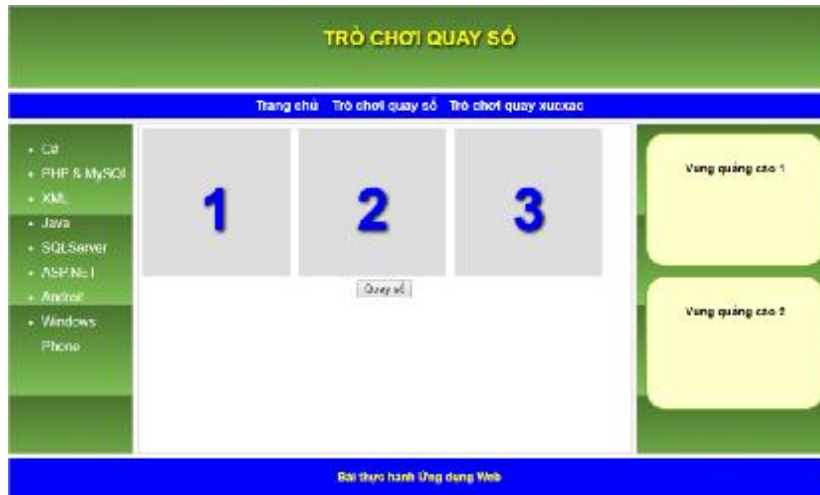 TRÒ CHƠI QUAY SỐ
Trang chủ Trò chơi quay số Trò chơi quay xucxac
C#
PHP & MySQl
XML
Java
SQLServer
ASP.NET
Android
Windows
Phone
1 2 3
Quay số
Vùng quảng cáo 1
Vùng quảng cáo 2
Bài thực hành Ứng dụng Web